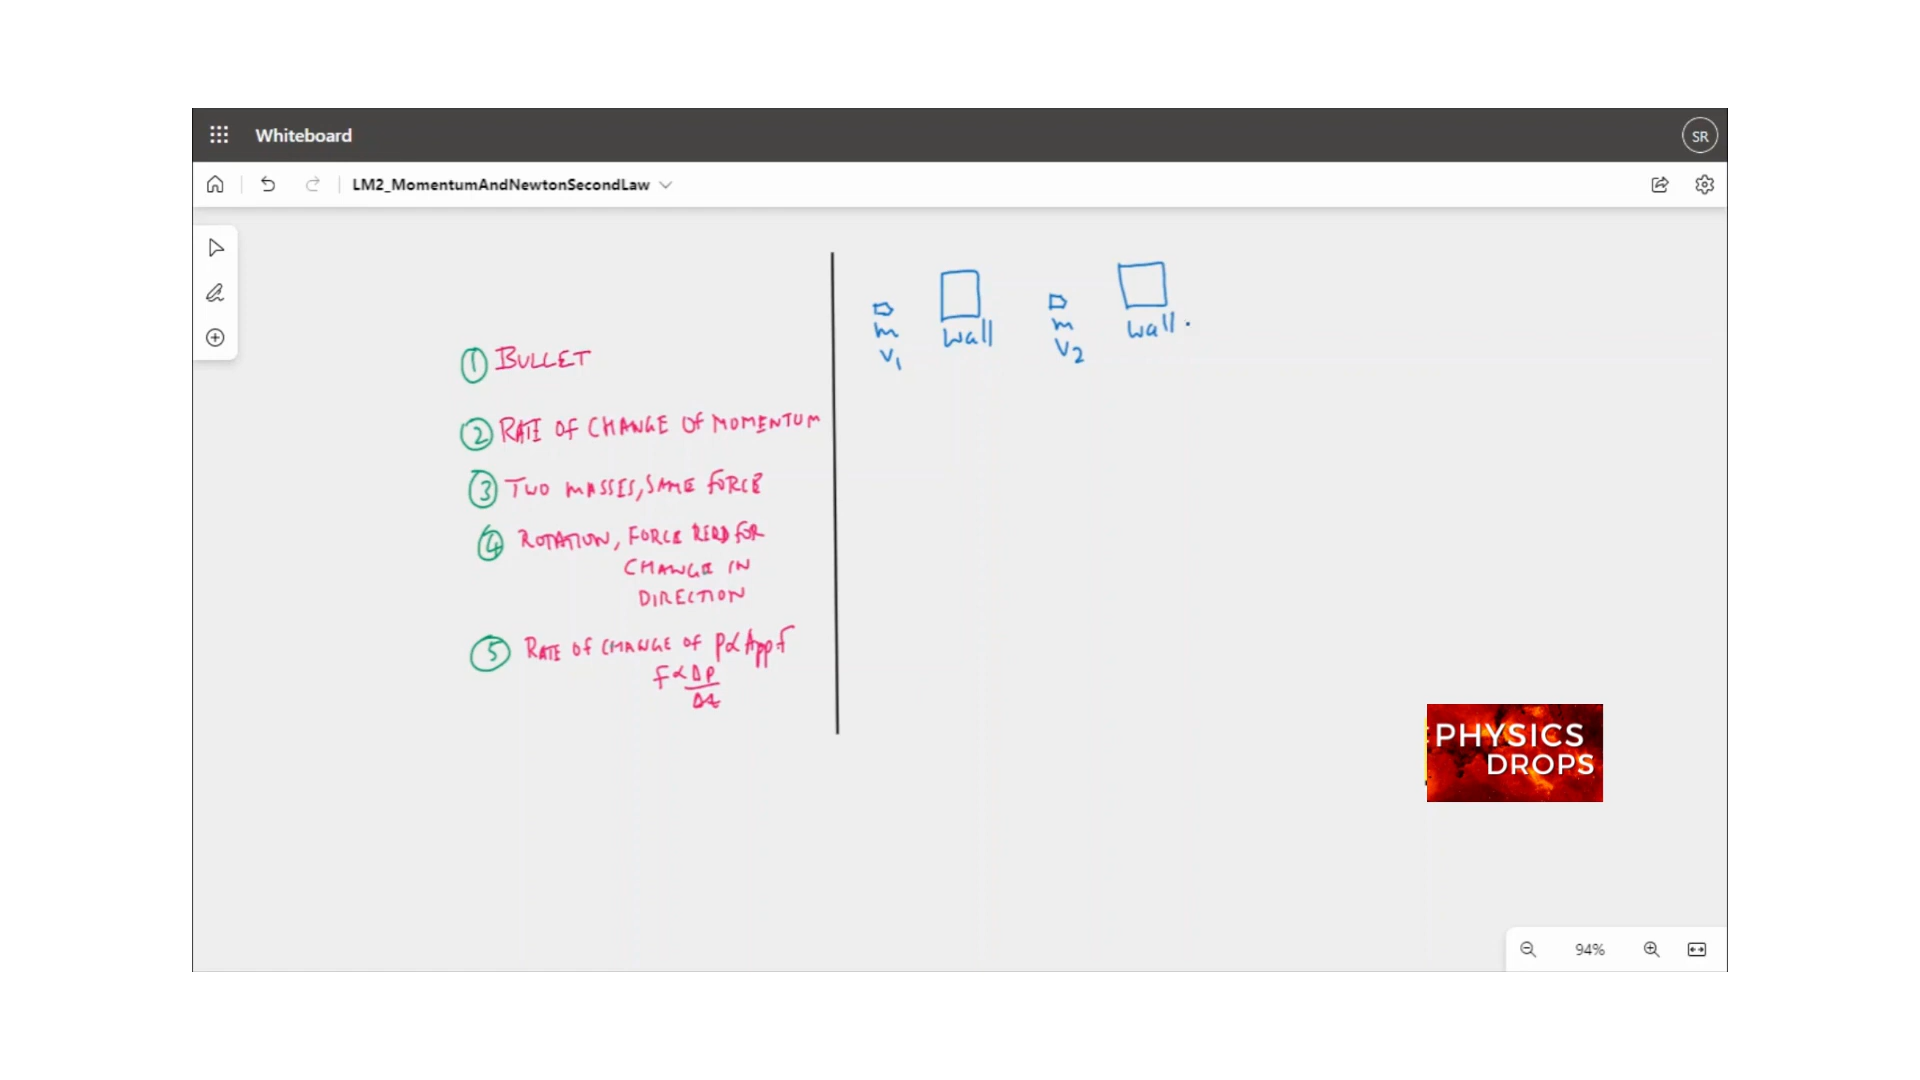 Whiteboard
SR
LM2_MomentumAndNewtonSecondLaw
① BULLET
② RATE OF CHANGE OF MOMENTUM
③ TWO MASSES, SAME FORCE
④ ROTATION, FORCE REQD FOR
CHANGE IN
DIRECTION
⑤ RATE OF CHANGE OF P∝ App F
F ∝ ΔP
Δt
m
v₁
wall
m
v₂
wall.
PHYSICS
DROPS
94%